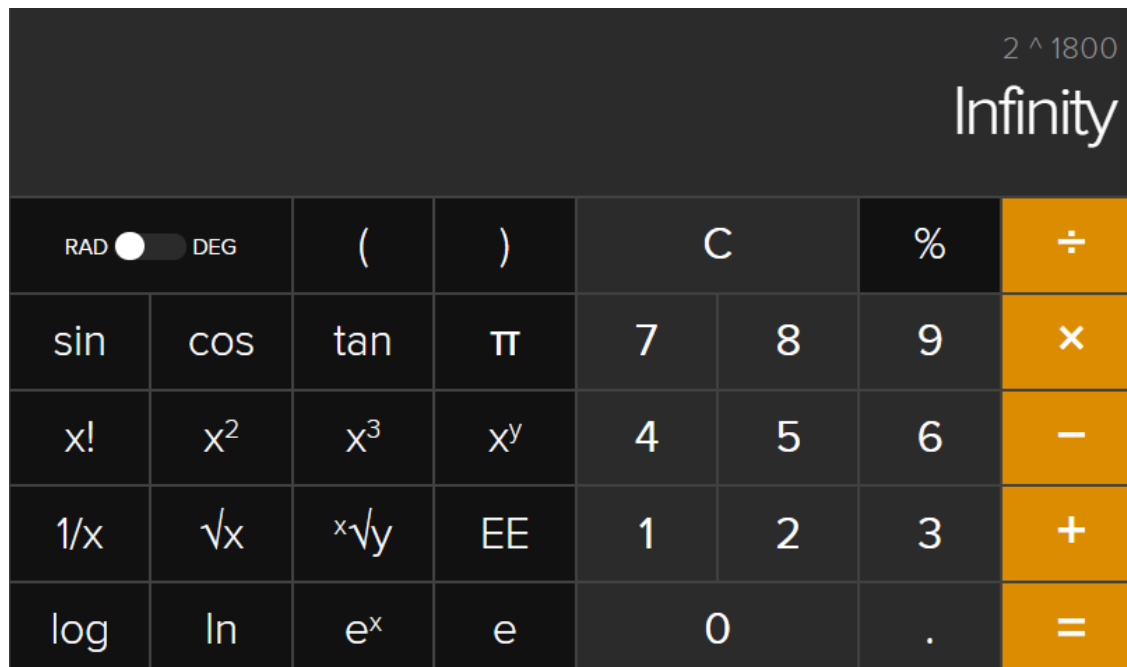 2 ^ 1800
Infinity
RAD DEG ( ) C % ÷
sin cos tan π 7 8 9 ×
x! x² x³ xʸ 4 5 6 −
1/x √x ˣ√y EE 1 2 3 +
log ln eˣ e 0 . =